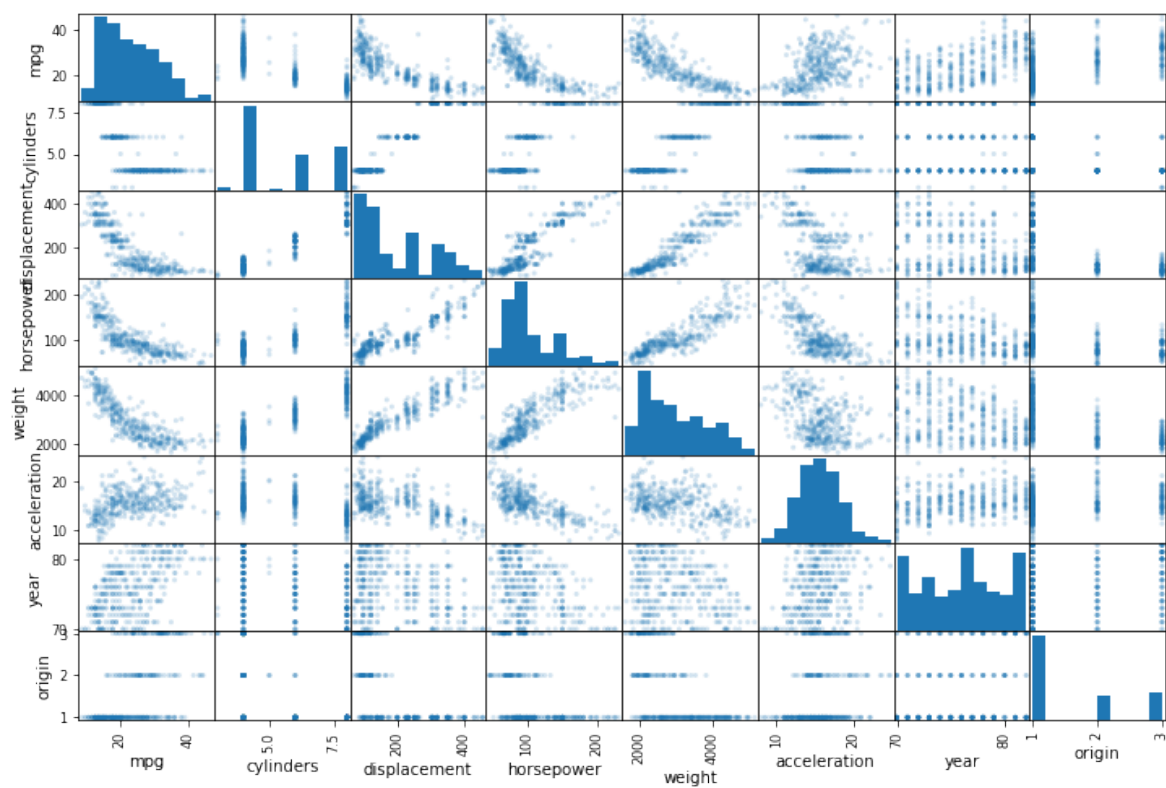 mpg
40
20
cylinders
7.5
5.0
displacement
400
200
horsepower
200
100
weight
4000
2000
acceleration
20
10
year
80
70
origin
3
2
1
20 40
5.0 7.5
200 400
100 200
2000 4000
10 20
70 80
1 2 3
mpg
cylinders
displacement
horsepower
weight
acceleration
year
origin